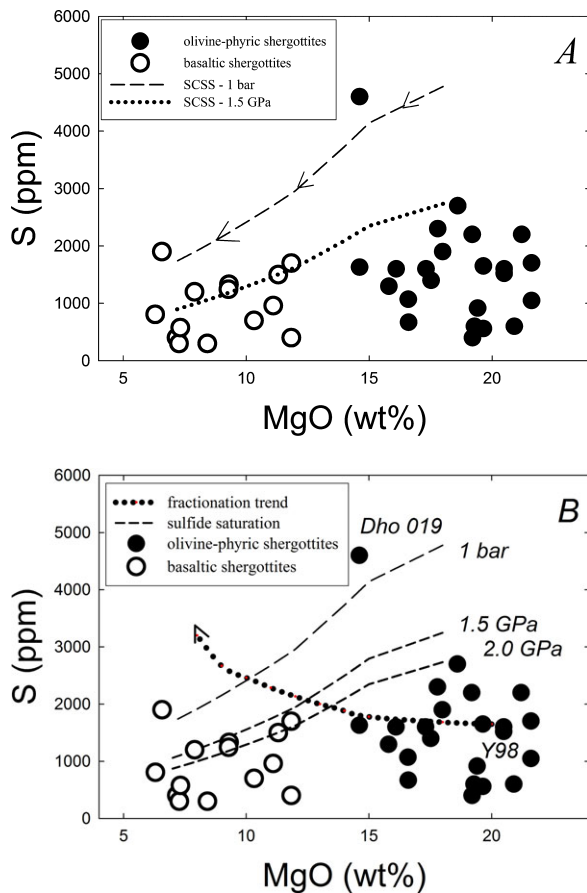 A
olivine-phyric shergottites
basaltic shergottites
SCSS - 1 bar
SCSS - 1.5 GPa
6000
5000
4000
3000
2000
1000
0
S (ppm)
5 10 15 20
MgO (wt%)
B
fractionation trend
sulfide saturation
olivine-phyric shergottites
basaltic shergottites
Dho 019
1 bar
1.5 GPa
2.0 GPa
Y98
6000
5000
4000
3000
2000
1000
0
S (ppm)
5 10 15 20
MgO (wt%)